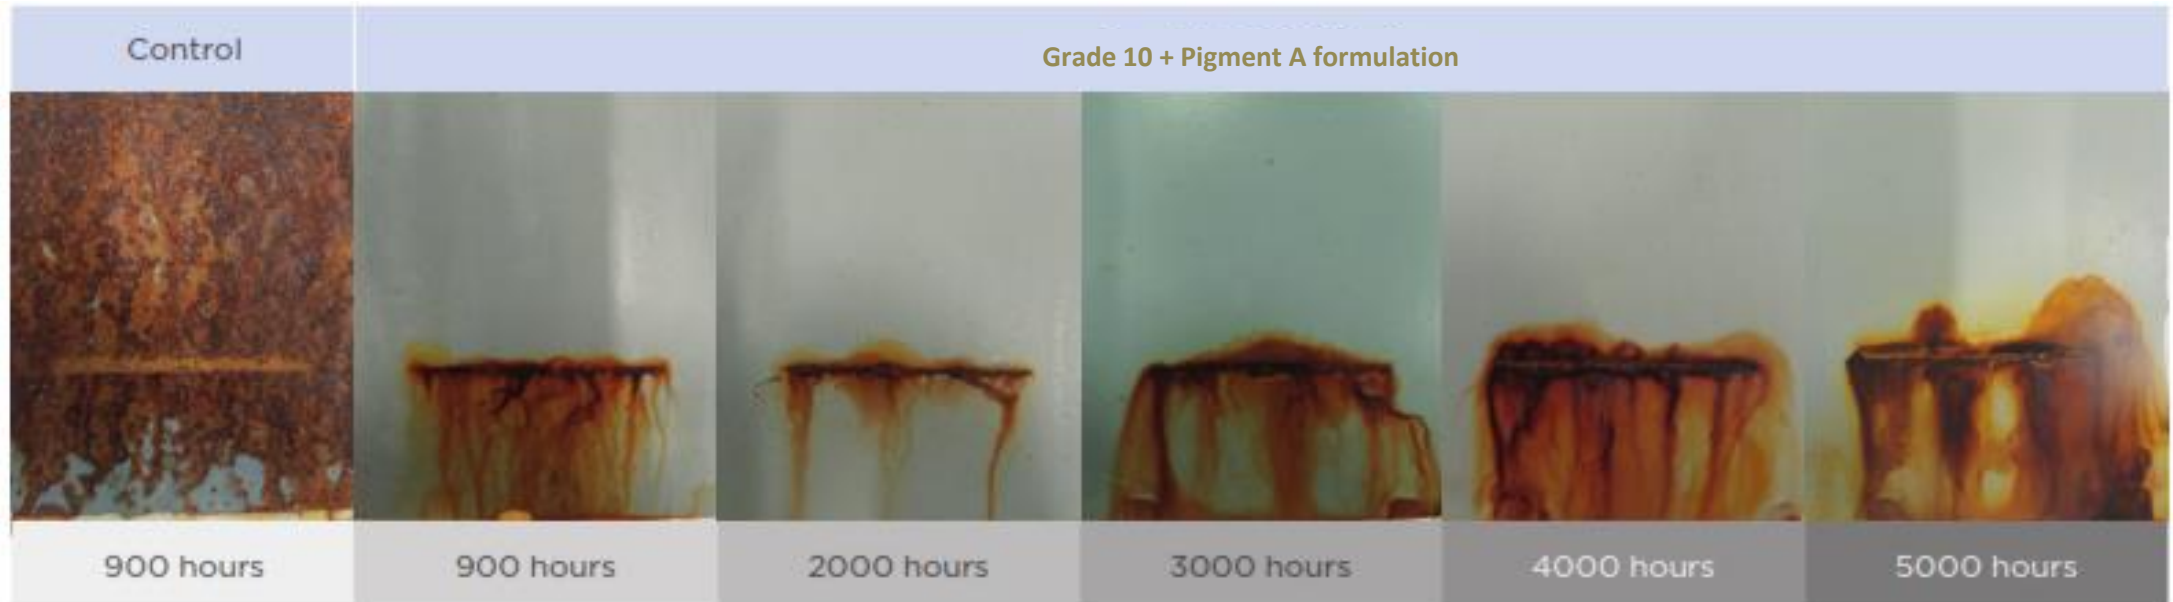 Control
Grade 10 + Pigment A formulation
900 hours
900 hours
2000 hours
3000 hours
4000 hours
5000 hours